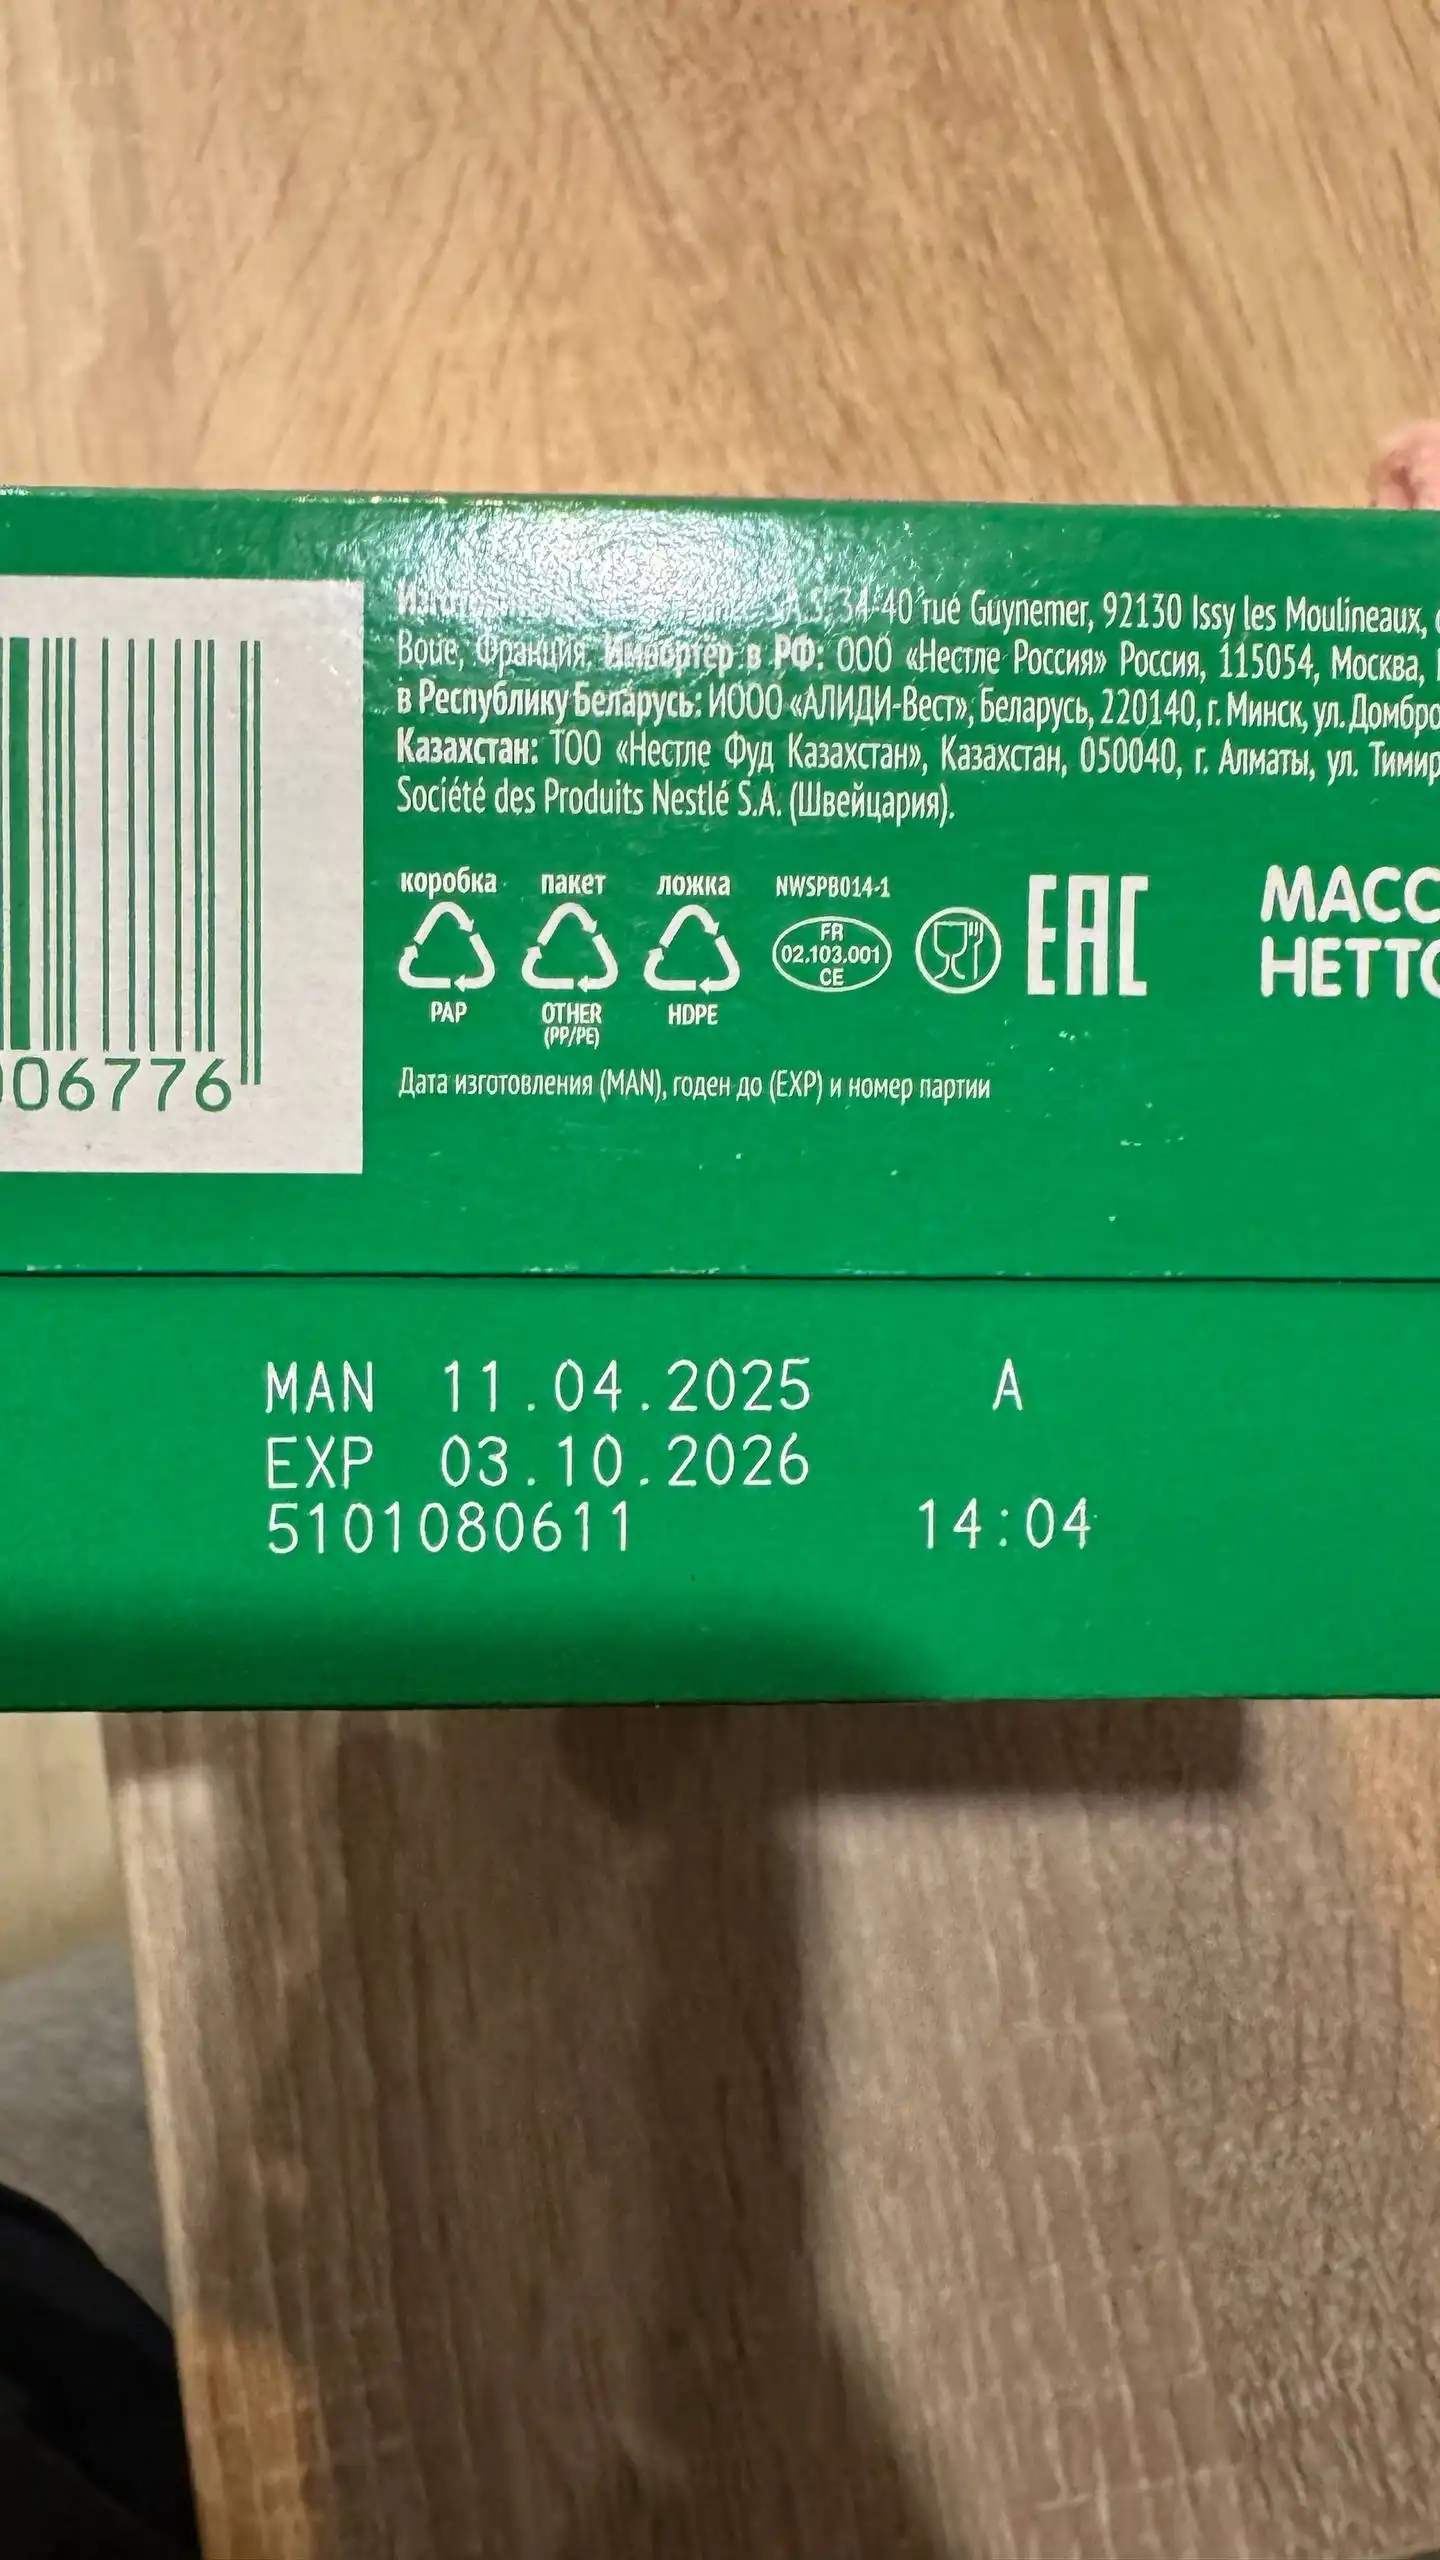 34-40 rue Guynemer, 92130 Issy les Moulineaux,
Boue, Франция. Импортёр в РФ: ООО «Нестле Россия» Россия, 115054, Москва,
в Республику Беларусь: ИООО «АЛИДИ-Вест», Беларусь, 220140, г. Минск, ул. Домбро
Казахстан: ТОО «Нестле Фуд Казахстан», Казахстан, 050040, г. Алматы, ул. Тимир
Société des Produits Nestlé S.A. (Швейцария).
коробка пакет ложка NWSPB014-1
FR
02.103.001
CE
EAC
МАСС
НЕТТО
PAP OTHER HDPE
(PP/PE)
06776
Дата изготовления (MAN), годен до (EXP) и номер партии
MAN 11.04.2025 A
EXP 03.10.2026
5101080611 14:04